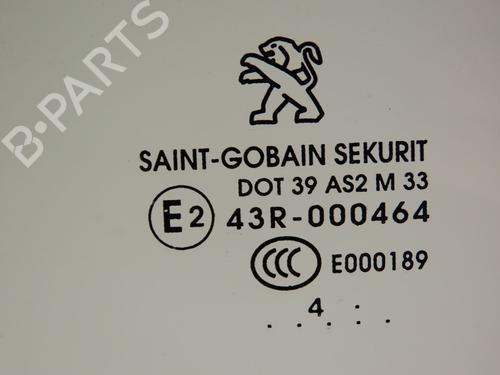 B-PARTS
SAINT-GOBAIN SEKURIT
DOT 39 AS2 M 33
E2 43R-000464
CCC E000189
4
. . . . : . :